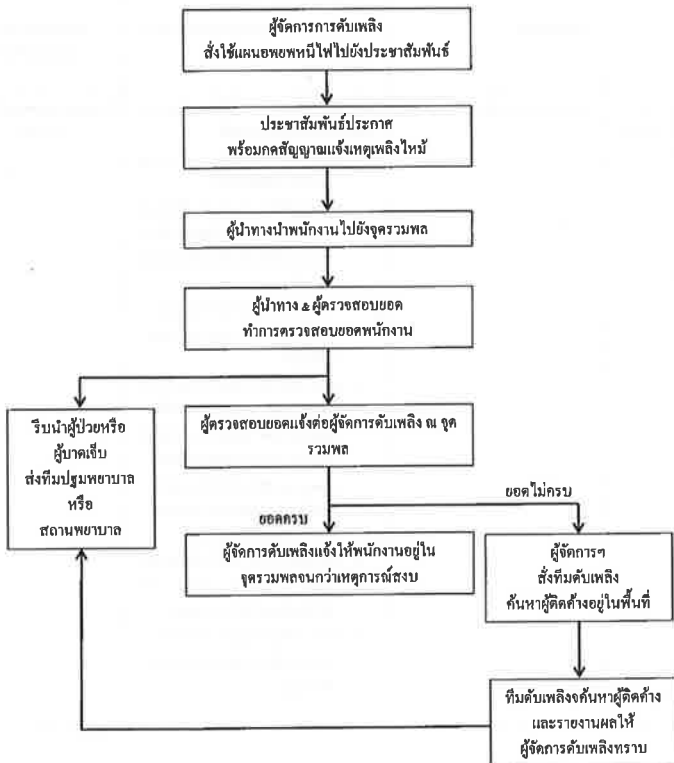 ผู้จัดการการดับเพลิง
สั่งใช้แผนอพยพหนีไฟไปยังประชาสัมพันธ์
ประชาสัมพันธ์ประกาศ
พร้อมกดสัญญาณแจ้งเหตุเพลิงไหม้
ผู้นำทางนำพนักงานไปยังจุดรวมพล
ผู้นำทาง & ผู้ตรวจสอบยอด
ทำการตรวจสอบยอดพนักงาน
รีบนำผู้ป่วยหรือ
ผู้บาดเจ็บ
ส่งทีมปฐมพยาบาล
หรือ
สถานพยาบาล
ผู้ตรวจสอบยอดแจ้งต่อผู้จัดการดับเพลิง ณ จุด
รวมพล
ยอดครบ
ยอดไม่ครบ
ผู้จัดการดับเพลิงแจ้งให้พนักงานอยู่ใน
จุดรวมพลจนกว่าเหตุการณ์สงบ
ผู้จัดการฯ
สั่งทีมดับเพลิง
ค้นหาผู้ติดค้างอยู่ในพื้นที่
ทีมดับเพลิงจค้นหาผู้ติดค้าง
และรายงานผลให้
ผู้จัดการดับเพลิงทราบ